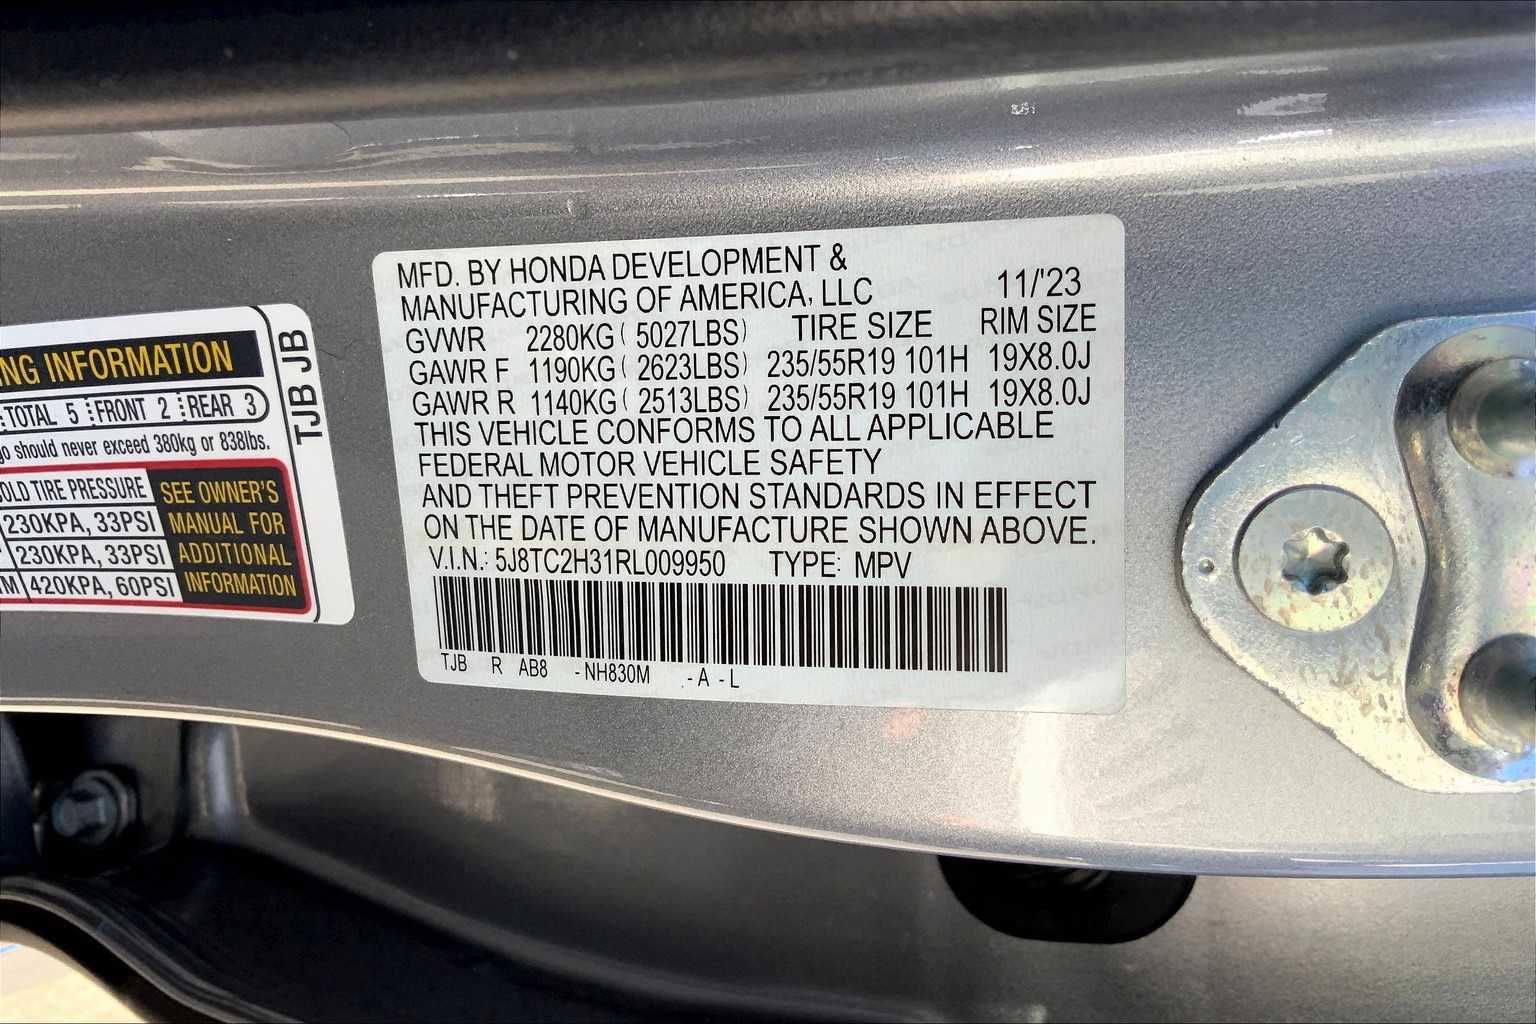 NG INFORMATION
TOTAL 5 FRONT 2 REAR 3
should never exceed 380kg or 838lbs.
COLD TIRE PRESSURE
230KPA, 33PSI
230KPA, 33PSI
420KPA, 60PSI
SEE OWNER'S
MANUAL FOR
ADDITIONAL
INFORMATION
TJB JB
MFD. BY HONDA DEVELOPMENT &
MANUFACTURING OF AMERICA, LLC 11/'23
GVWR 2280KG ( 5027LBS) TIRE SIZE RIM SIZE
GAWR F 1190KG ( 2623LBS) 235/55R19 101H 19X8.0J
GAWR R 1140KG ( 2513LBS) 235/55R19 101H 19X8.0J
THIS VEHICLE CONFORMS TO ALL APPLICABLE
FEDERAL MOTOR VEHICLE SAFETY
AND THEFT PREVENTION STANDARDS IN EFFECT
ON THE DATE OF MANUFACTURE SHOWN ABOVE.
V.I.N.: 5J8TC2H31RL009950 TYPE: MPV
TJB R AB8 -NH830M -A -L